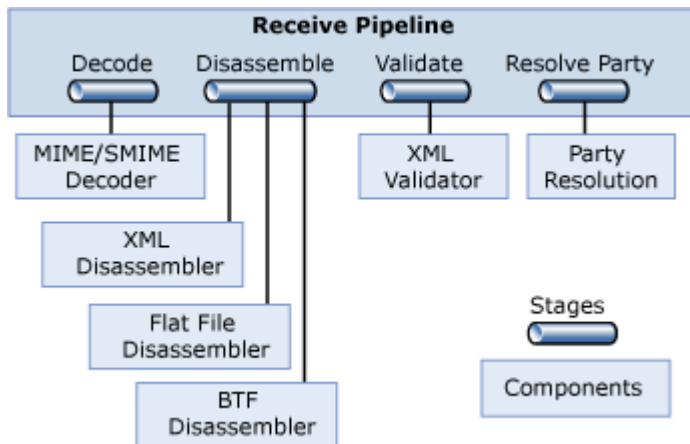 Receive Pipeline
Decode
Disassemble
Validate
Resolve Party
MIME/SMIME
Decoder
XML
Validator
Party
Resolution
XML
Disassembler
Flat File
Disassembler
BTF
Disassembler
Stages
Components